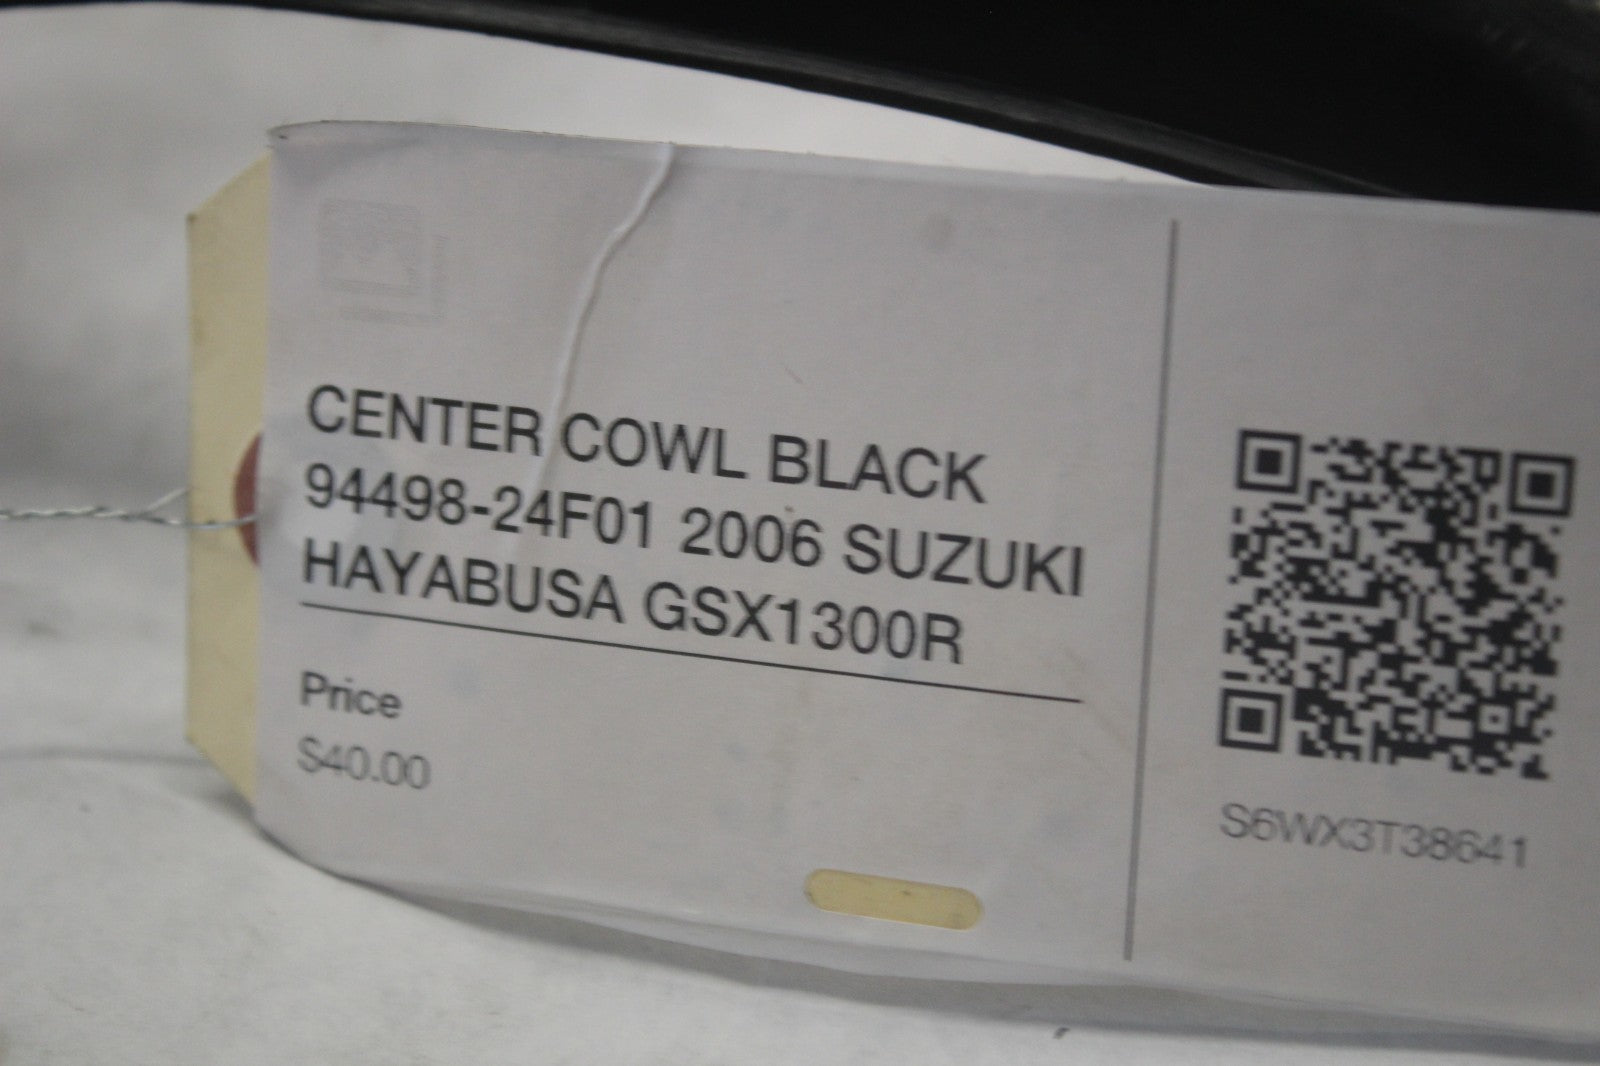 CENTER COWL BLACK
94498-24F01 2006 SUZUKI
HAYABUSA GSX1300R
Price
$40.00
S6WX3T38641